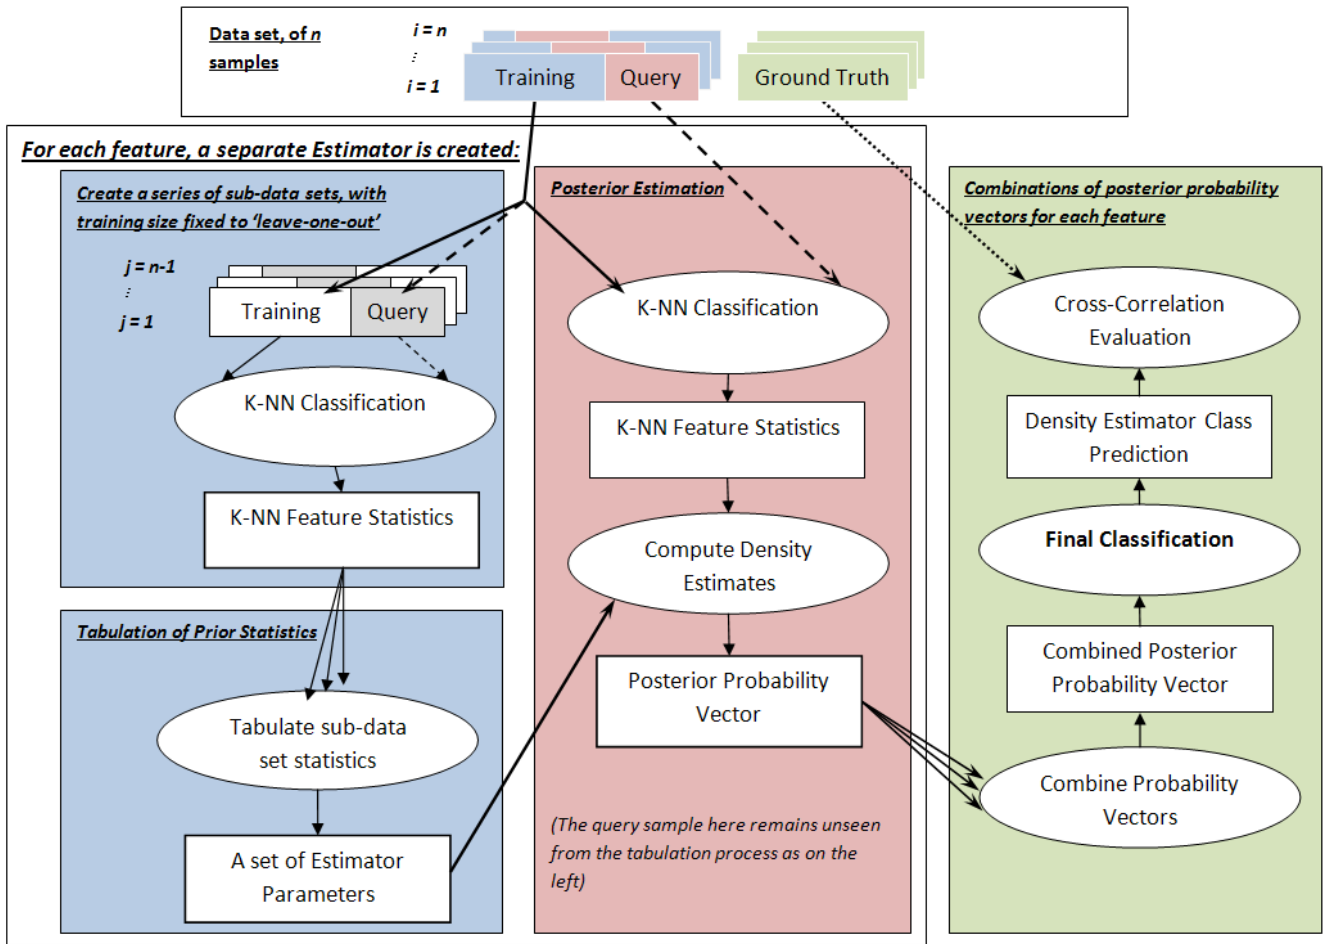 Data set, of n
samples
i = n
⋮
i = 1
Training
Query
Ground Truth
For each feature, a separate Estimator is created:
Create a series of sub-data sets, with
training size fixed to ‘leave-one-out’
j = n-1
⋮
j = 1
Training
Query
K-NN Classification
K-NN Feature Statistics
Tabulation of Prior Statistics
Tabulate sub-data
set statistics
A set of Estimator
Parameters
Posterior Estimation
K-NN Classification
K-NN Feature Statistics
Compute Density
Estimates
Posterior Probability
Vector
(The query sample here remains unseen
from the tabulation process as on the
left)
Combinations of posterior probability
vectors for each feature
Cross-Correlation
Evaluation
Density Estimator Class
Prediction
Final Classification
Combined Posterior
Probability Vector
Combine Probability
Vectors